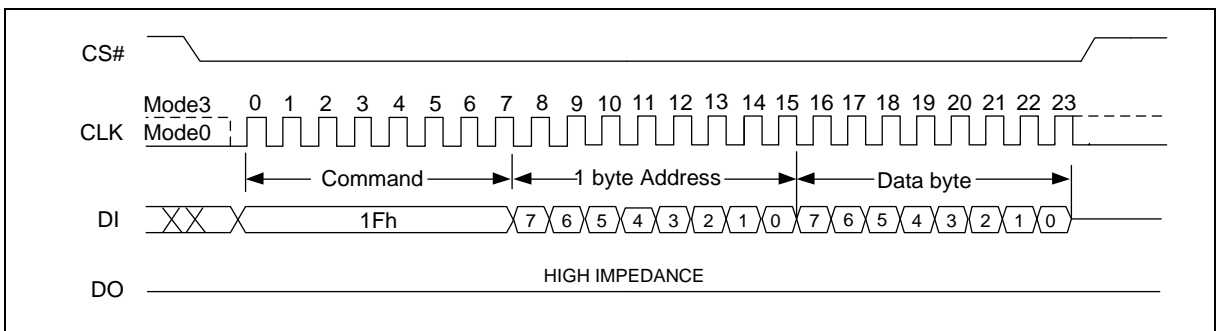 CS#
Mode3 0 1 2 3 4 5 6 7 8 9 10 11 12 13 14 15 16 17 18 19 20 21 22 23
CLK Mode0
Command 1 byte Address Data byte
DI 1Fh 7 6 5 4 3 2 1 0 7 6 5 4 3 2 1 0
HIGH IMPEDANCE
DO